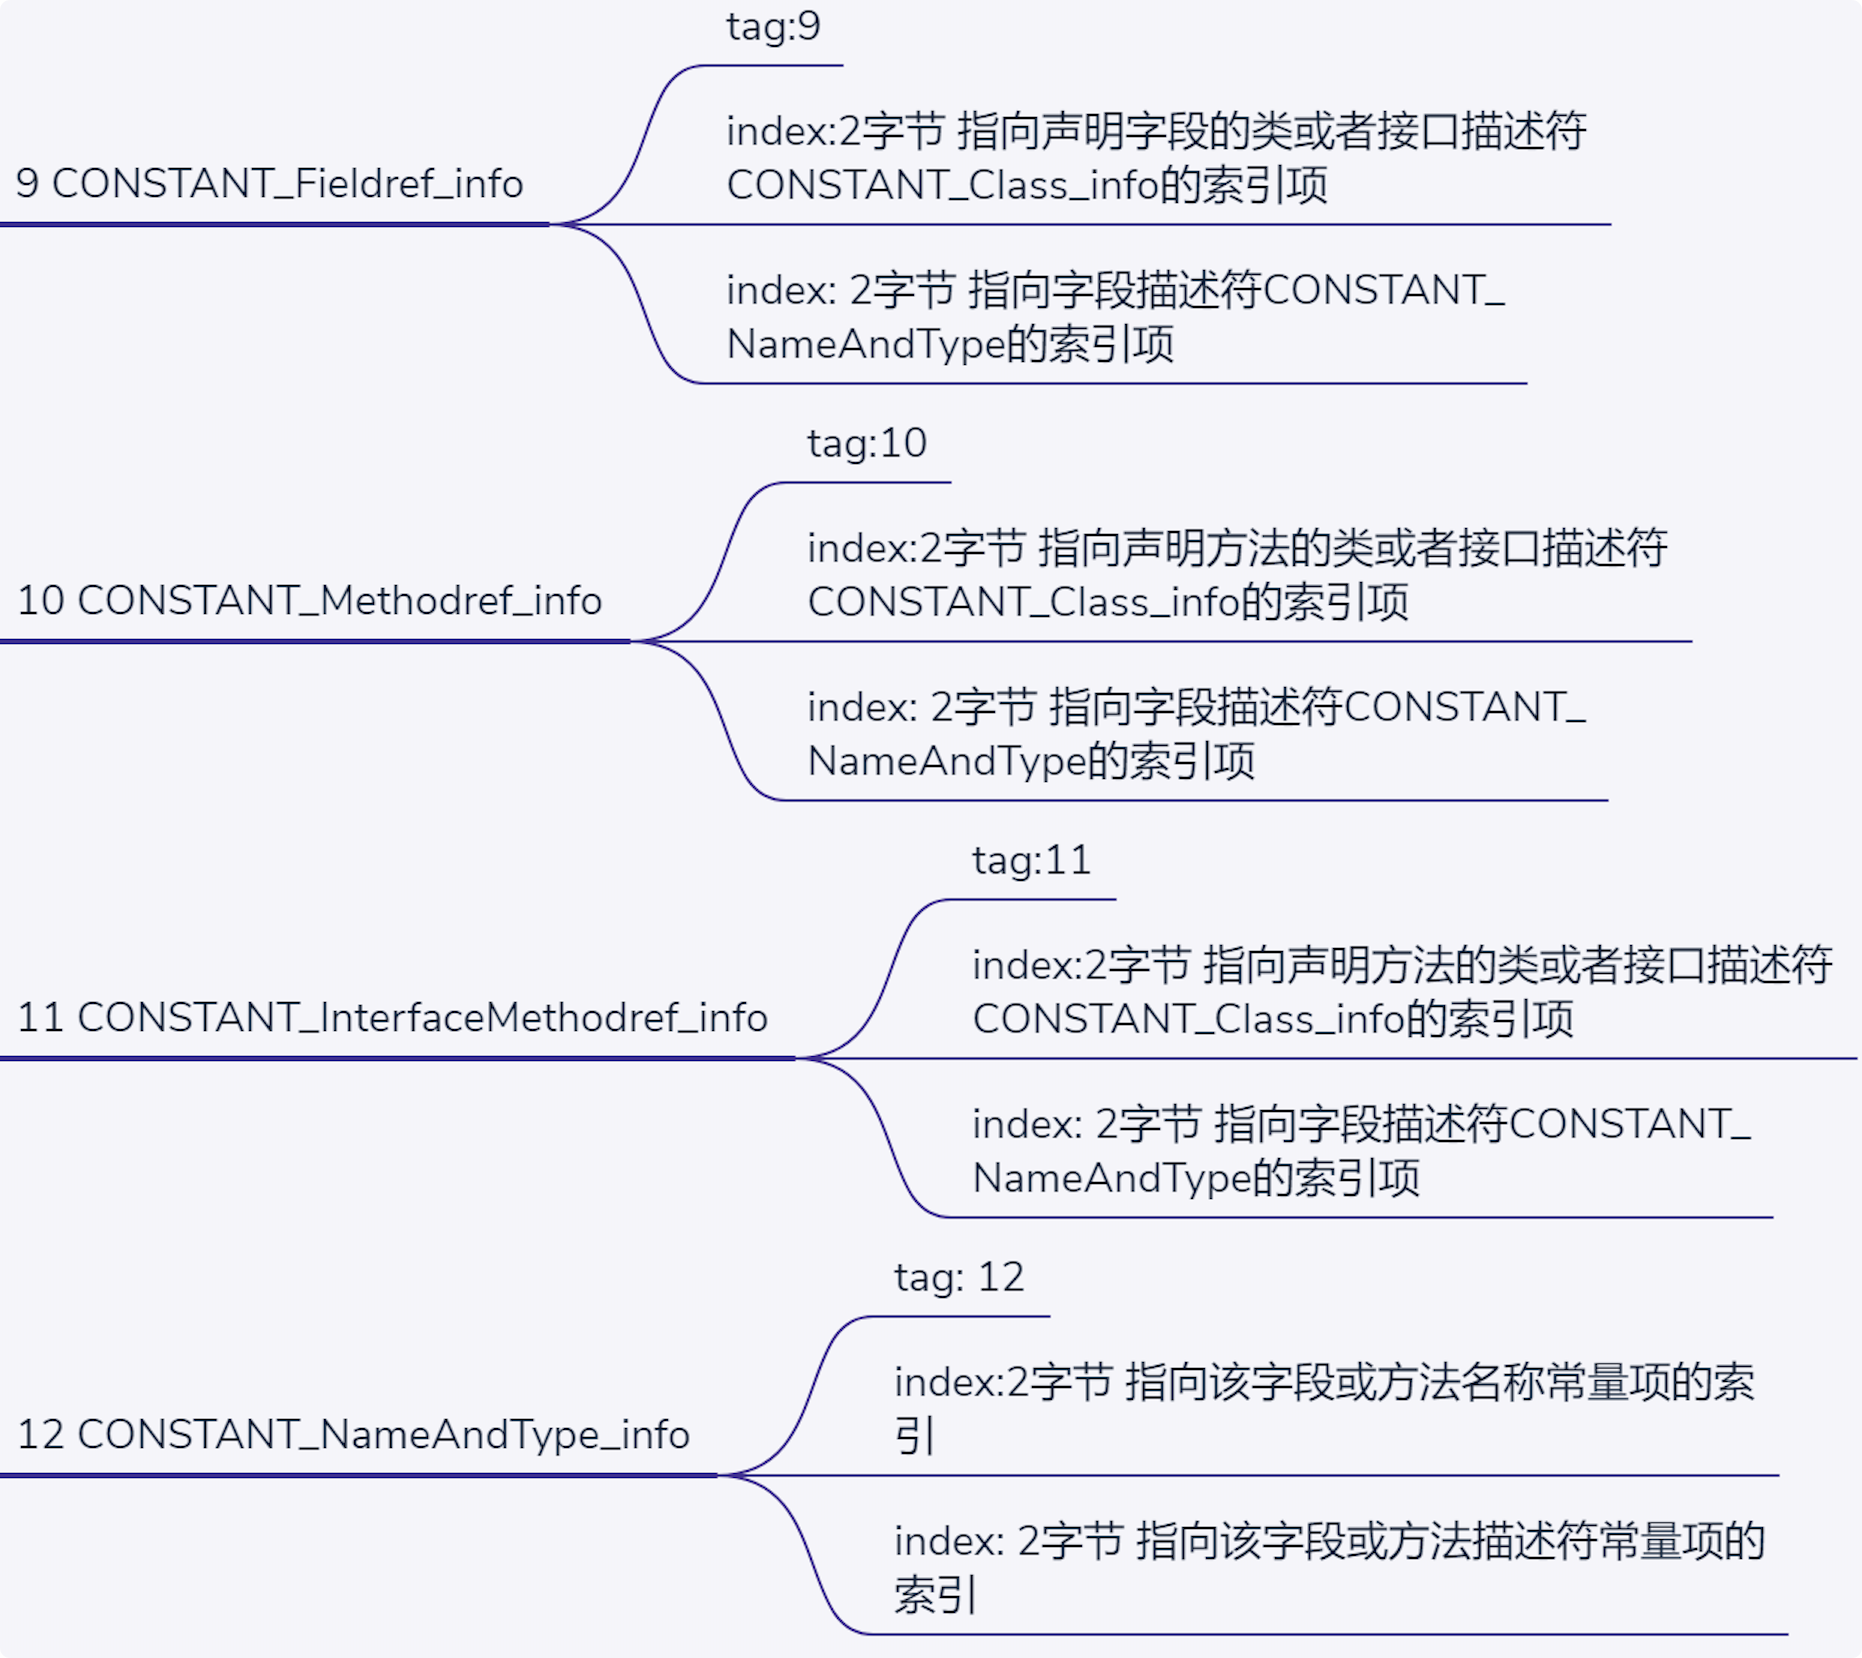 9 CONSTANT_Fieldref_info
tag:9
index:2字节 指向声明字段的类或者接口描述符
CONSTANT_Class_info的索引项
index: 2字节 指向字段描述符CONSTANT_
NameAndType的索引项
10 CONSTANT_Methodref_info
tag:10
index:2字节 指向声明方法的类或者接口描述符
CONSTANT_Class_info的索引项
index: 2字节 指向字段描述符CONSTANT_
NameAndType的索引项
11 CONSTANT_InterfaceMethodref_info
tag:11
index:2字节 指向声明方法的类或者接口描述符
CONSTANT_Class_info的索引项
index: 2字节 指向字段描述符CONSTANT_
NameAndType的索引项
12 CONSTANT_NameAndType_info
tag: 12
index:2字节 指向该字段或方法名称常量项的索
引
index: 2字节 指向该字段或方法描述符常量项的
索引